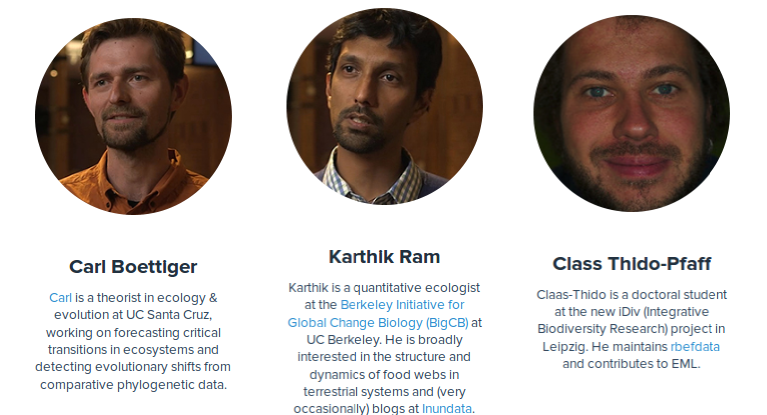 Carl Boettiger
Carl is a theorist in ecology &
evolution at UC Santa Cruz,
working on forecasting critical
transitions in ecosystems and
detecting evolutionary shifts from
comparative phylogenetic data.
Karthik Ram
Karthik is a quantitative ecologist
at the Berkeley Initiative for
Global Change Biology (BigCB) at
UC Berkeley. He is broadly
interested in the structure and
dynamics of food webs in
terrestrial systems and (very
occasionally) blogs at Inundata.
Class Thido-Pfaff
Claas-Thido is a doctoral student
at the new iDiv (Integrative
Biodiversity Research) project in
Leipzig. He maintains rbefdata
and contributes to EML.